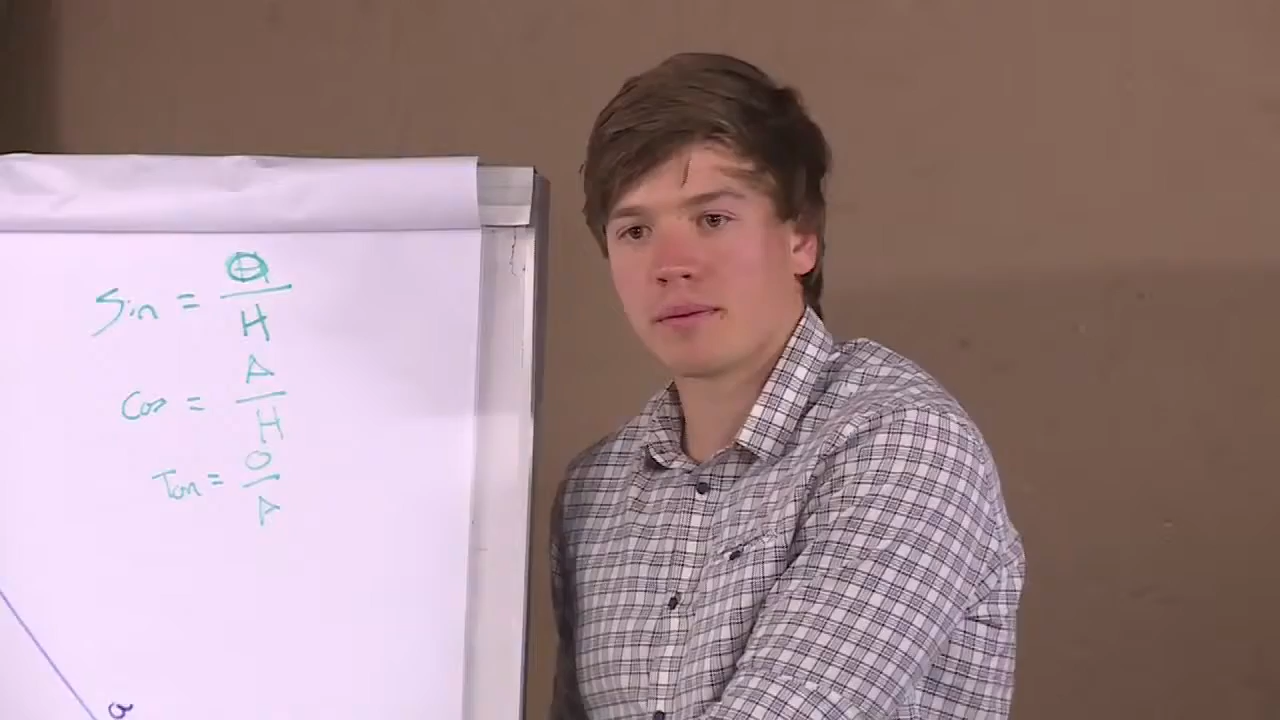 Sin = O/H
Cos = A/H
Tan = O/A
a